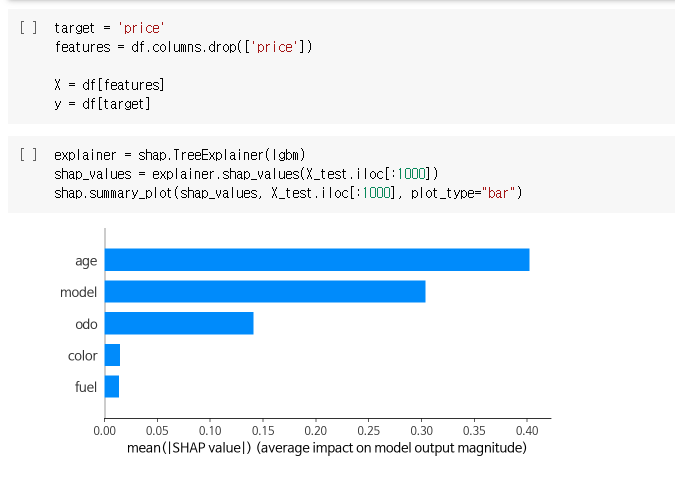 [ ] target = 'price'
features = df.columns.drop(['price'])
X = df[features]
y = df[target]
[ ] explainer = shap.TreeExplainer(lgbm)
shap_values = explainer.shap_values(X_test.iloc[:1000])
shap.summary_plot(shap_values, X_test.iloc[:1000], plot_type="bar")
age
model
odo
color
fuel
0.00 0.05 0.10 0.15 0.20 0.25 0.30 0.35 0.40
mean(|SHAP value|) (average impact on model output magnitude)